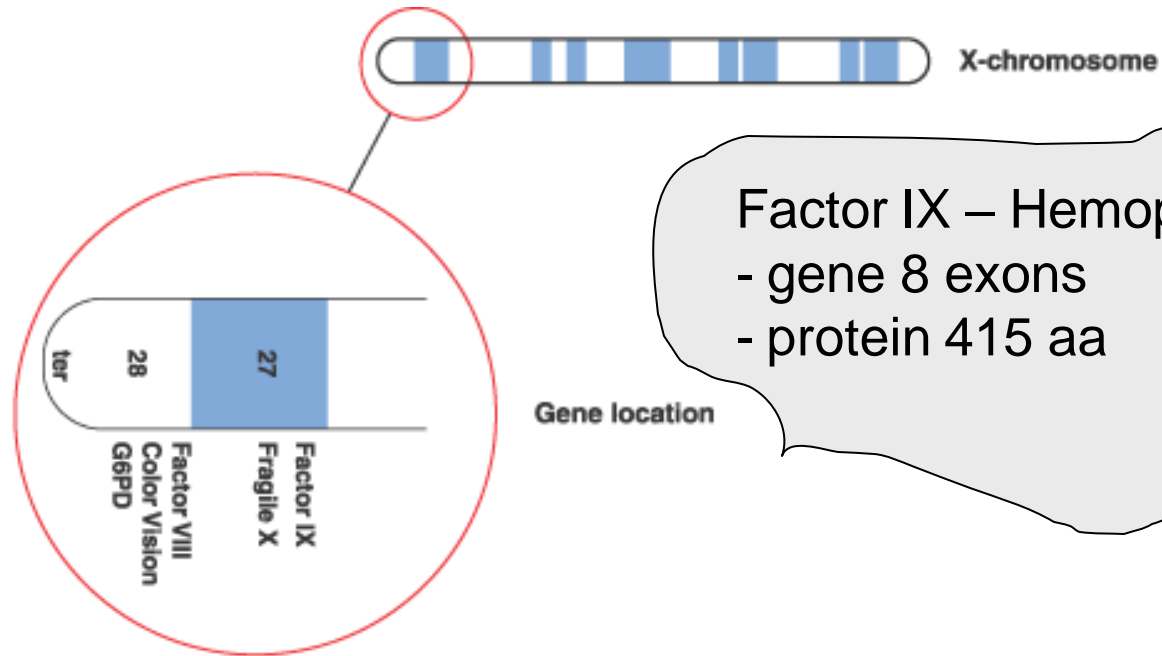 X-chromosome
Factor IX –
- gene 8 exons
- protein 415 aa
ter
28
27
Gene location
G6PD
Color Vision
Factor VIII
Fragile X
Factor IX